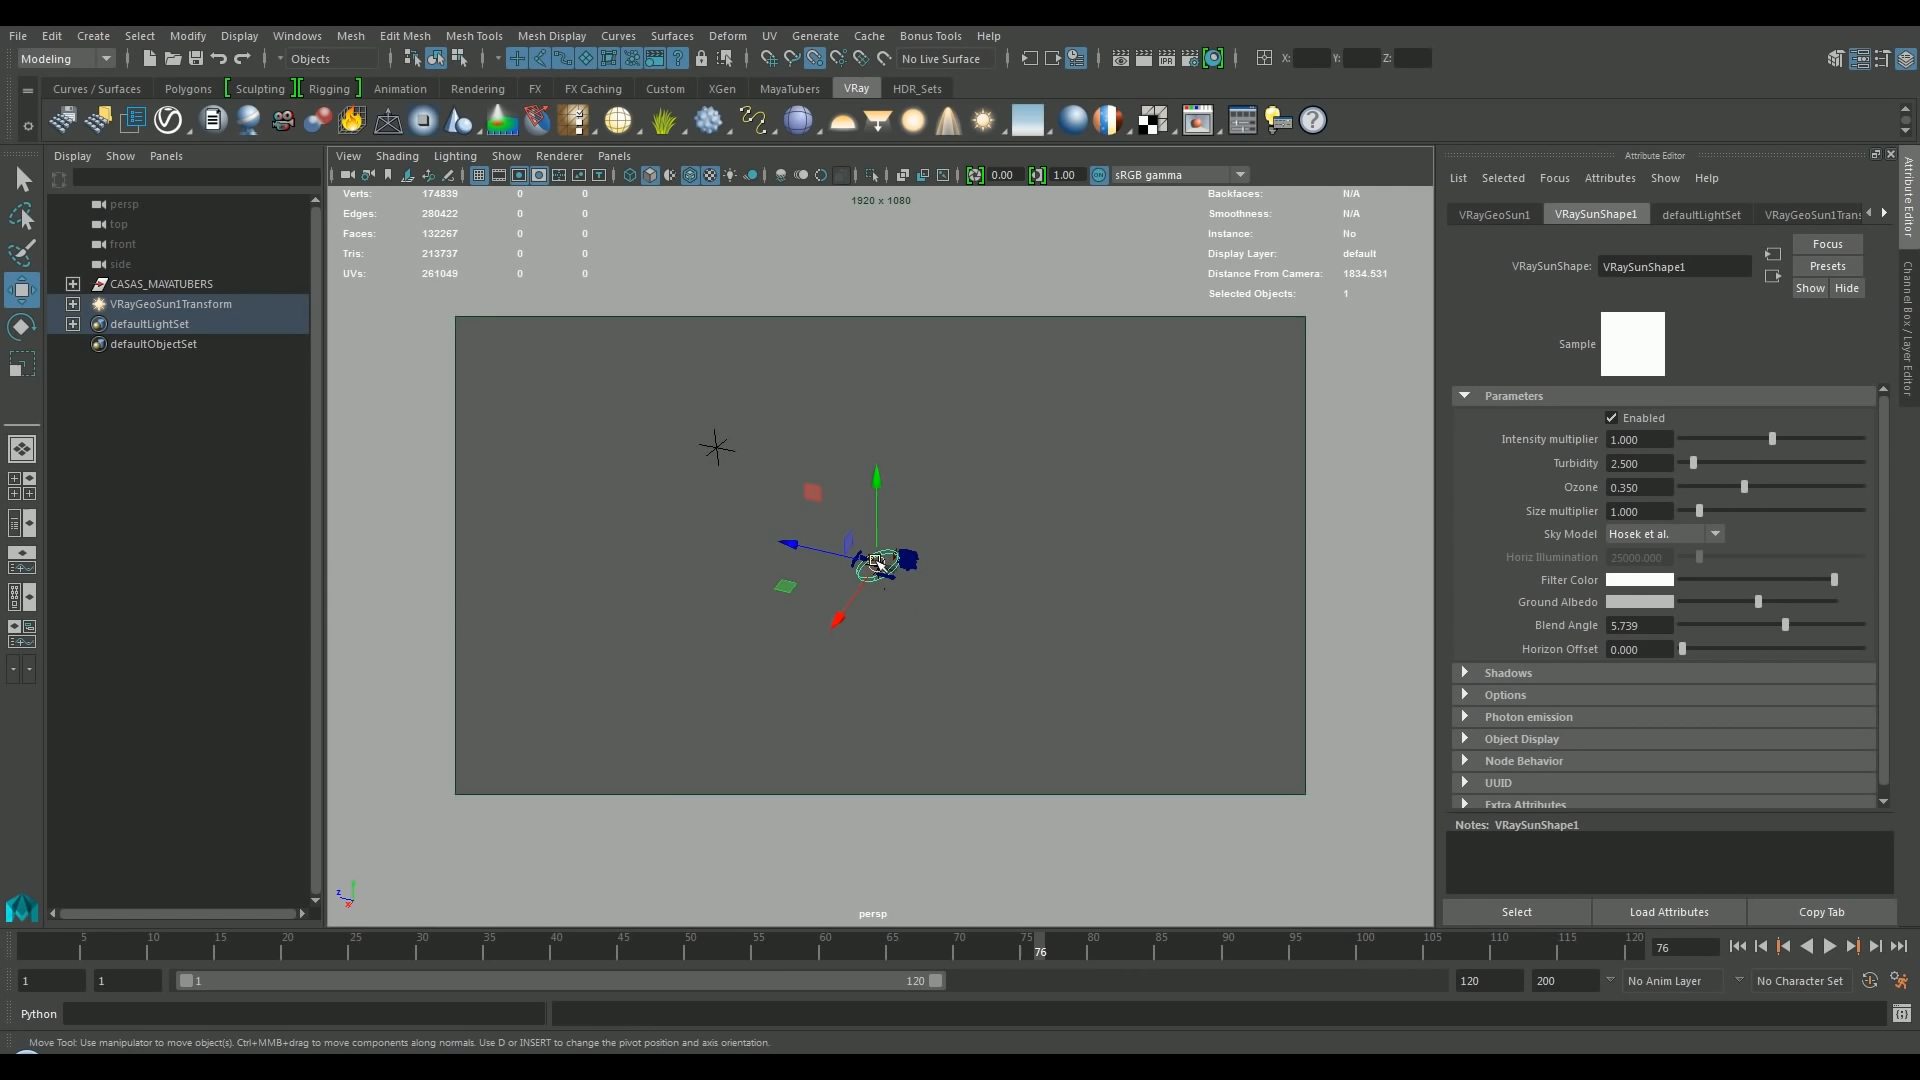 File Edit Create Select Modify Display Windows Mesh Edit Mesh Mesh Tools Mesh Display Curves Surfaces Deform UV Generate Cache Bonus Tools Help
Modeling Objects No Live Surface X: Y: Z:
Curves / Surfaces Polygons Sculpting Rigging Animation Rendering FX FX Caching Custom XGen MayaTubers VRay HDR_Sets
Display Show Panels
View Shading Lighting Show Renderer Panels
0.00 1.00 sRGB gamma
persp
top
front
side
CASAS_MAYATUBERS
VRayGeoSun1Transform
defaultLightSet
defaultObjectSet
Verts: 174839 0 0
Edges: 280422 0 0
Faces: 132267 0 0
Tris: 213737 0 0
UVs: 261049 0 0
1920 x 1080
Backfaces: N/A
Smoothness: N/A
Instance: No
Display Layer: default
Distance From Camera: 1834.531
Selected Objects: 1
persp
Attribute Editor
List Selected Focus Attributes Show Help
VRayGeoSun1 VRaySunShape1 defaultLightSet VRayGeoSun1Trans
VRaySunShape: VRaySunShape1
Focus
Presets
Show Hide
Sample
Parameters
Enabled
Intensity multiplier 1.000
Turbidity 2.500
Ozone 0.350
Size multiplier 1.000
Sky Model Hosek et al.
Horiz Illumination 25000.000
Filter Color
Ground Albedo
Blend Angle 5.739
Horizon Offset 0.000
Shadows
Options
Photon emission
Object Display
Node Behavior
UUID
Extra Attributes
Notes: VRaySunShape1
Select Load Attributes Copy Tab
Attribute Editor
Channel Box / Layer Editor
5 10 15 20 25 30 35 40 45 50 55 60 65 70 75 80 85 90 95 100 105 110 115 120
76 76
1 1 1 120 120 200 No Anim Layer No Character Set
Python
Move Tool: Use manipulator to move object(s). Ctrl+MMB+drag to move components along normals. Use D or INSERT to change the pivot position and axis orientation.